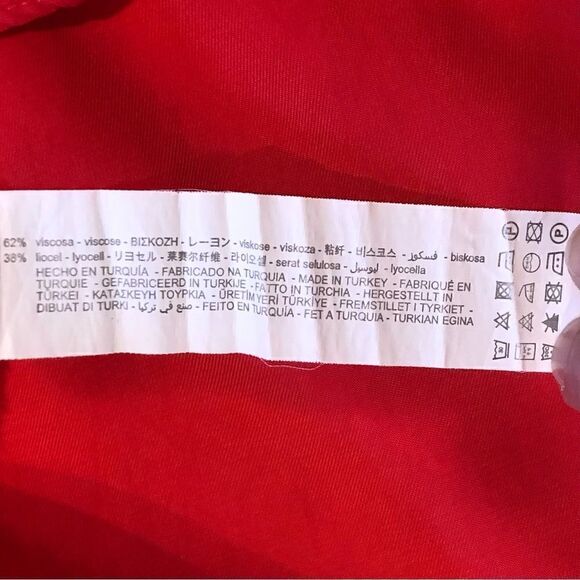 62% viscosa - viscose - ΒΙΣΚΟΖΗ - レーヨン - viskose - viskoza - 粘纤 - 비스코스 - فسكوز - biskosa
38% liocel - lyocell - リヨセル - 莱赛尔纤维 - 라이오셀 - serat selulosa - ليوسيل - lyocella
HECHO EN TURQUÍA - FABRICADO NA TURQUIA - MADE IN TURKEY - FABRIQUÉ EN
TURQUIE - GEFABRICEERD IN TURKIJE - FATTO IN TURCHIA - HERGESTELLT IN
TÜRKEI - ΚΑΤΑΣΚΕΥΗ ΤΟΥΡΚΙΑ - ÜRETİM YERİ TÜRKİYE - FREMSTILLET I TYRKIET -
DIBUAT DI TURKI - صنع في تركيا - FEITO EN TURQUÍA - FET A TURQUIA - TURKIAN EGINA
P P